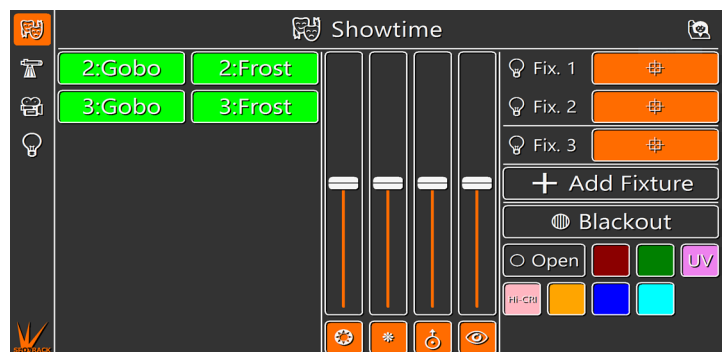 Showtime
2:Gobo 2:Frost
3:Gobo 3:Frost
Fix. 1
Fix. 2
Fix. 3
+ Add Fixture
Blackout
Open
UV
Hi-CRI
SPOTRACK